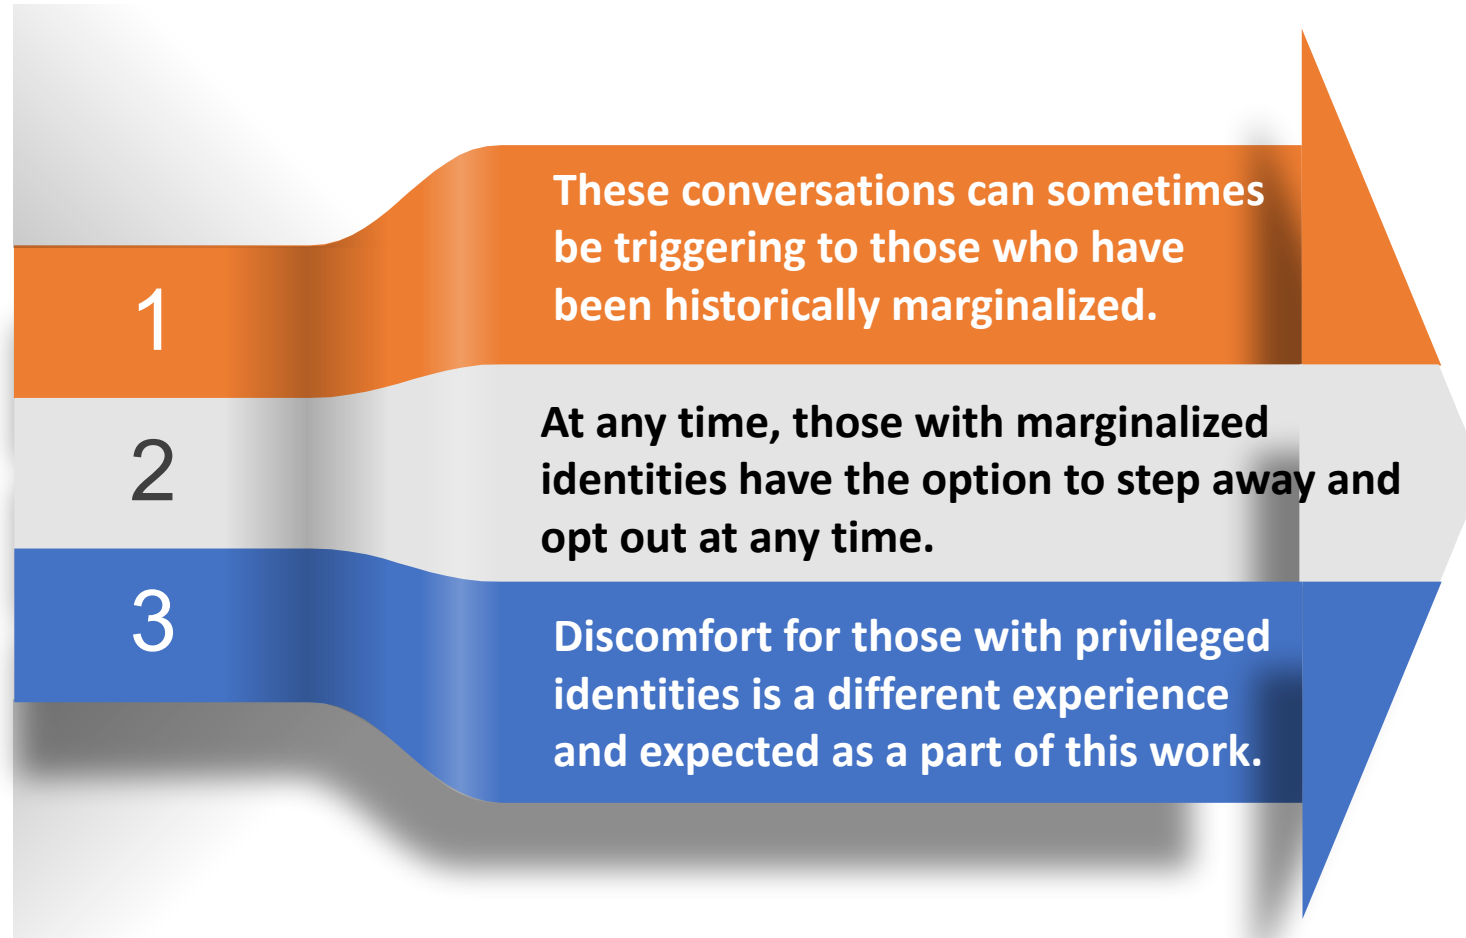 1
These conversations can sometimes
be triggering to those who have
been historically marginalized.
2
At any time, those with marginalized
identities have the option to step away and
opt out at any time.
3
Discomfort for those with privileged
identities is a different experience
and expected as a part of this work.